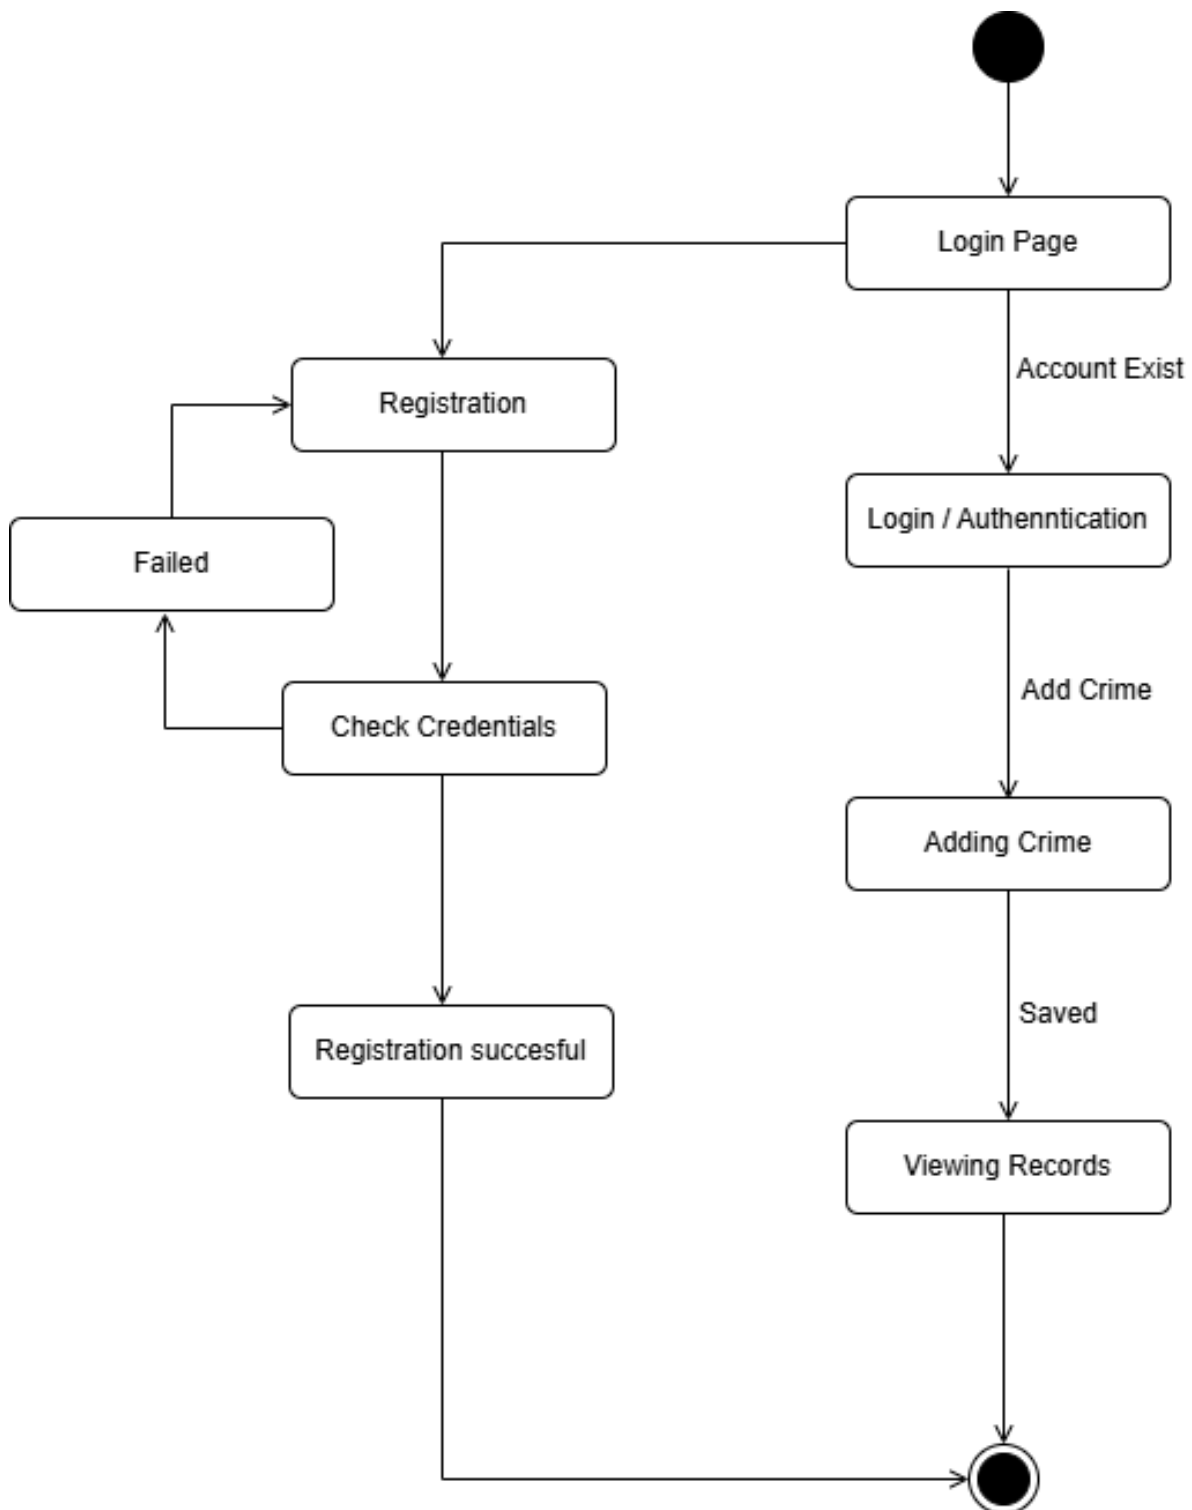 Login Page
Account Exist
Registration
Login / Authenntication
Failed
Add Crime
Check Credentials
Adding Crime
Saved
Registration succesful
Viewing Records